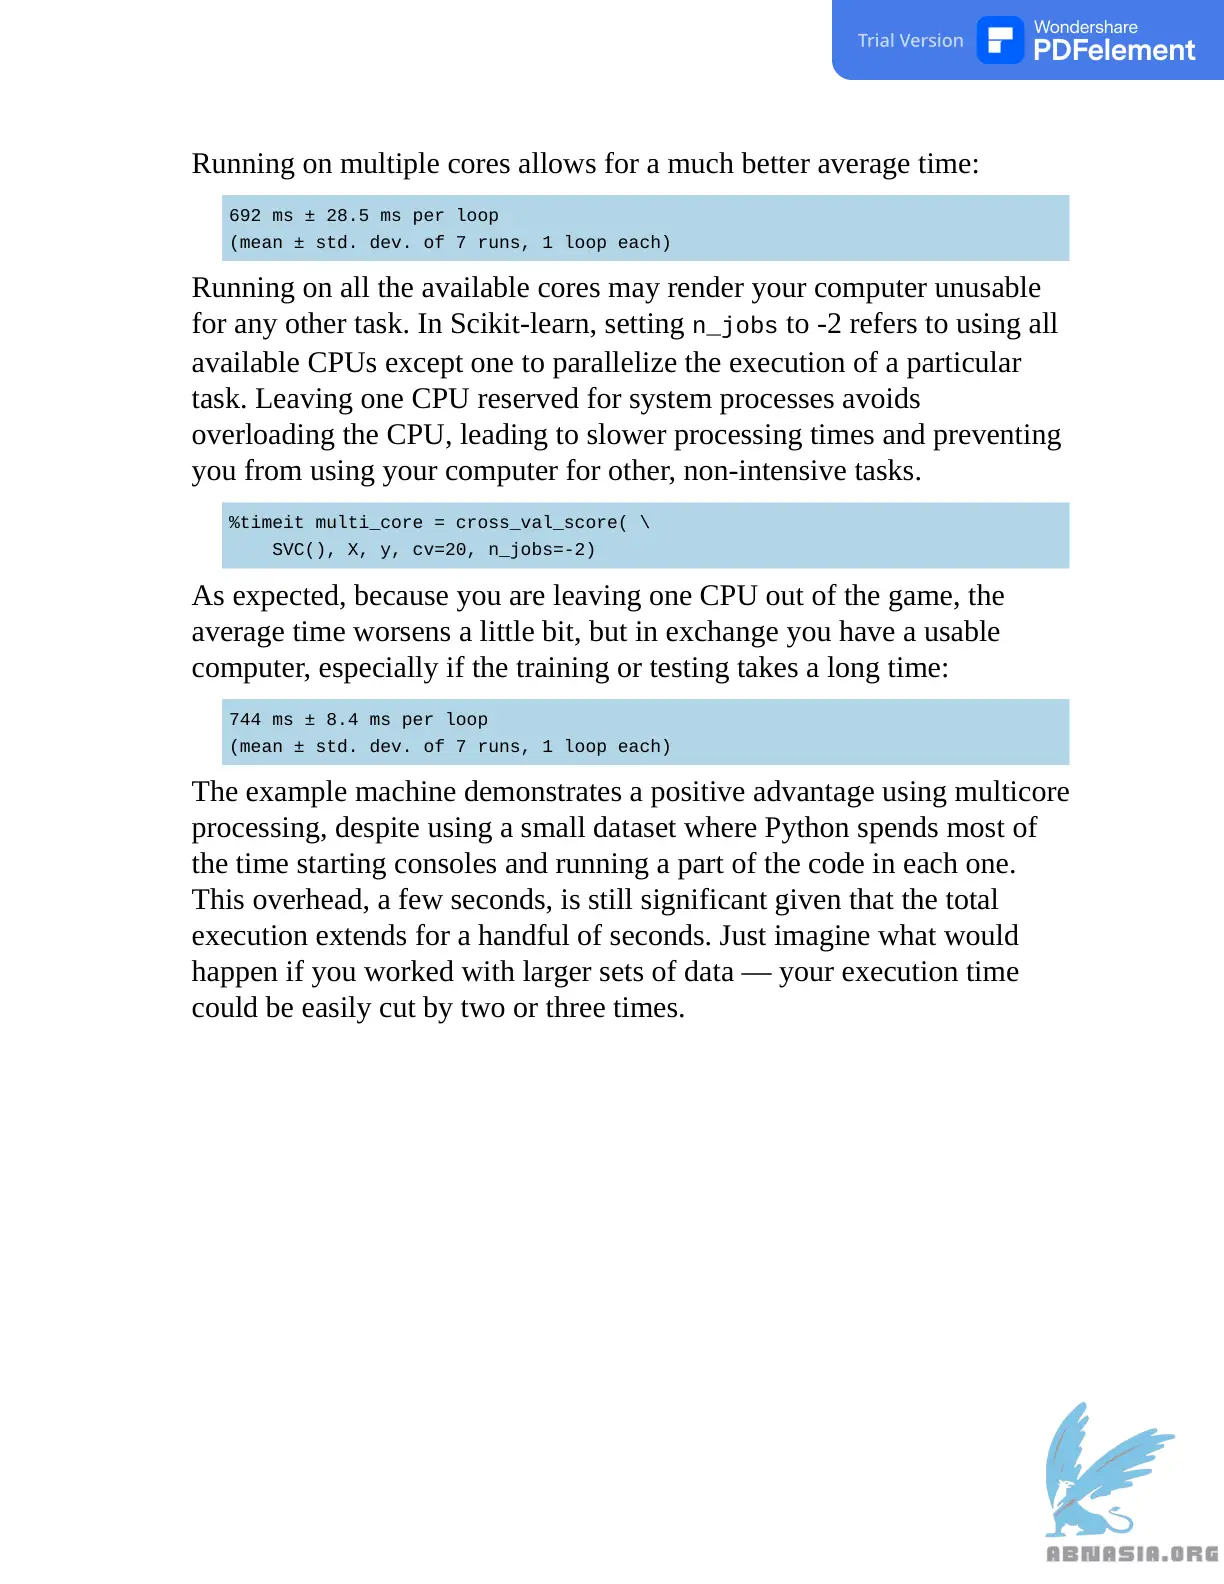 Trial Version
Wondershare
PDFelement
Running on multiple cores allows for a much better average time:
692 ms ± 28.5 ms per loop
(mean ± std. dev. of 7 runs, 1 loop each)
Running on all the available cores may render your computer unusable
for any other task. In Scikit-learn, setting n_jobs to -2 refers to using all
available CPUs except one to parallelize the execution of a particular
task. Leaving one CPU reserved for system processes avoids
overloading the CPU, leading to slower processing times and preventing
you from using your computer for other, non-intensive tasks.
%timeit multi_core = cross_val_score( \
    SVC(), X, y, cv=20, n_jobs=-2)
As expected, because you are leaving one CPU out of the game, the
average time worsens a little bit, but in exchange you have a usable
computer, especially if the training or testing takes a long time:
744 ms ± 8.4 ms per loop
(mean ± std. dev. of 7 runs, 1 loop each)
The example machine demonstrates a positive advantage using multicore
processing, despite using a small dataset where Python spends most of
the time starting consoles and running a part of the code in each one.
This overhead, a few seconds, is still significant given that the total
execution extends for a handful of seconds. Just imagine what would
happen if you worked with larger sets of data — your execution time
could be easily cut by two or three times.
ABNASIA.ORG